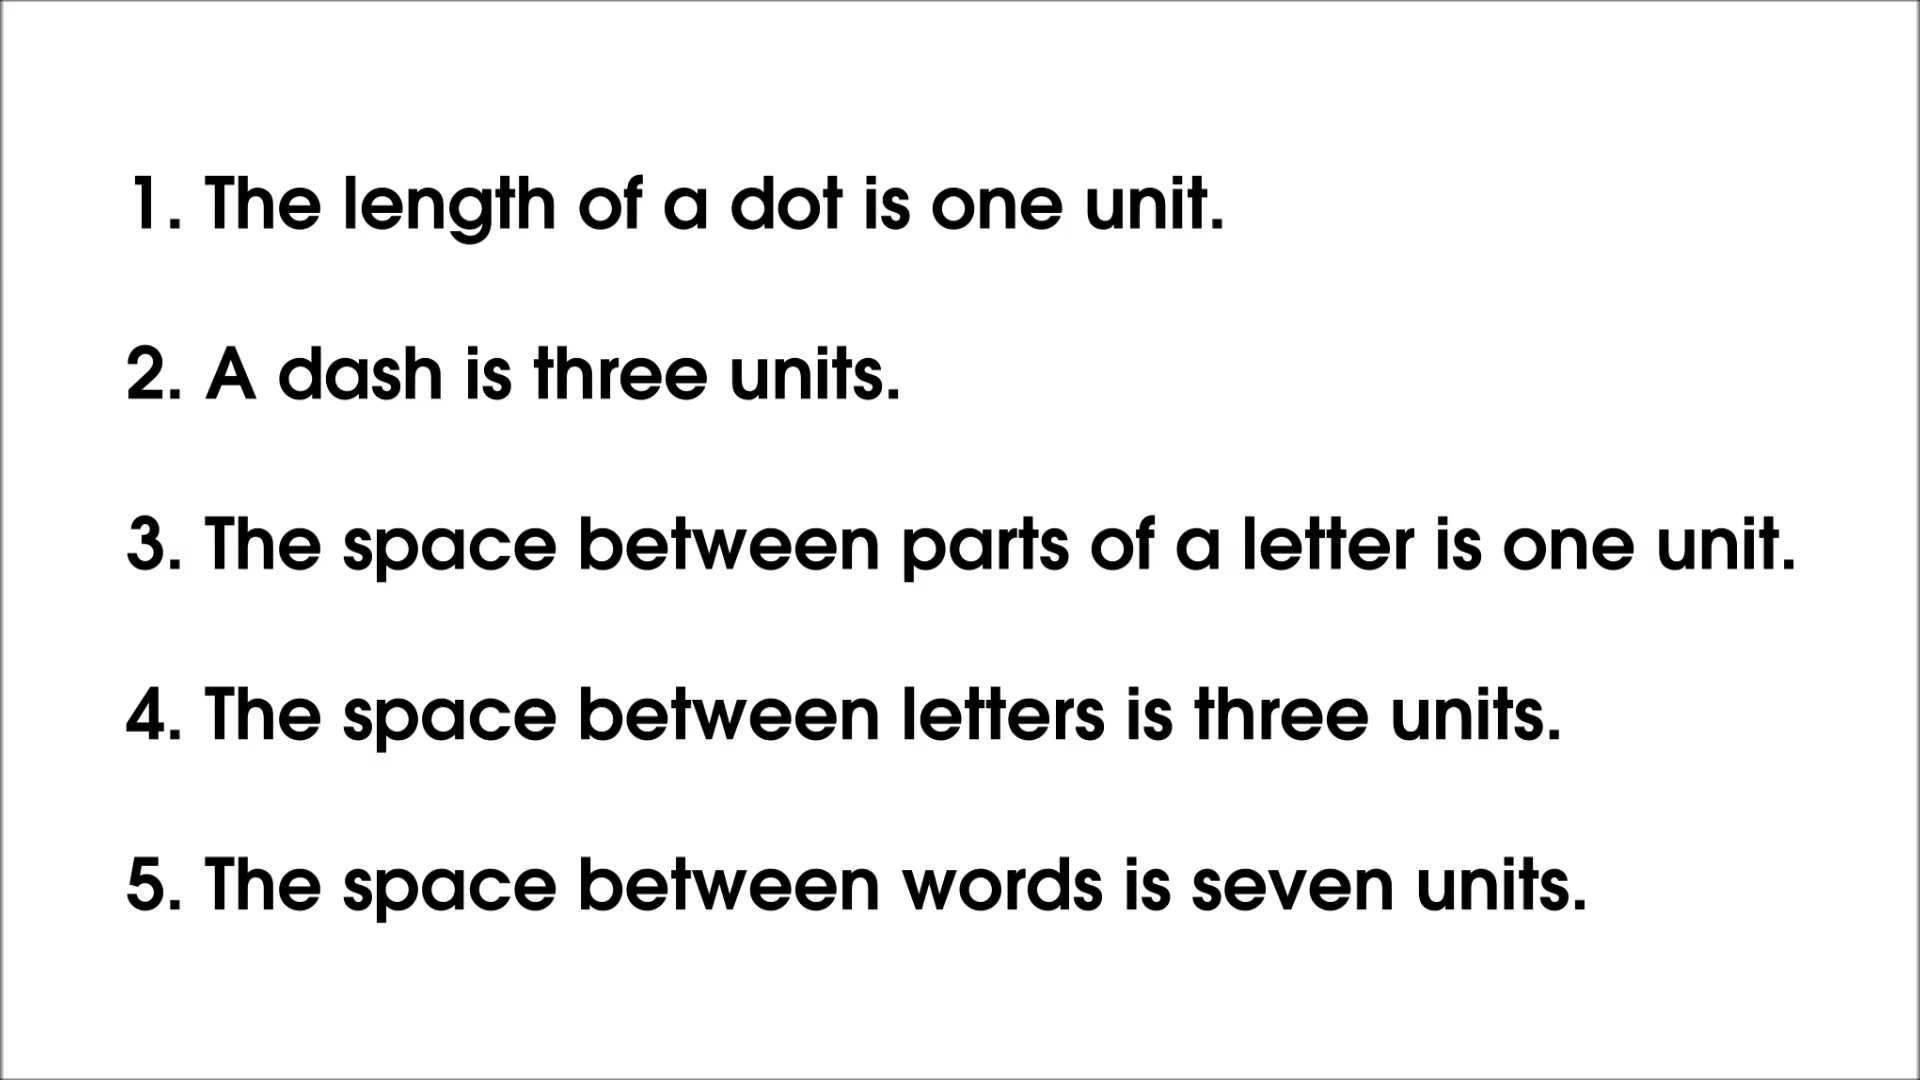 1. The length of a dot is one unit.
2. A dash is three units.
3. The space between parts of a letter is one unit.
4. The space between letters is three units.
5. The space between words is seven units.